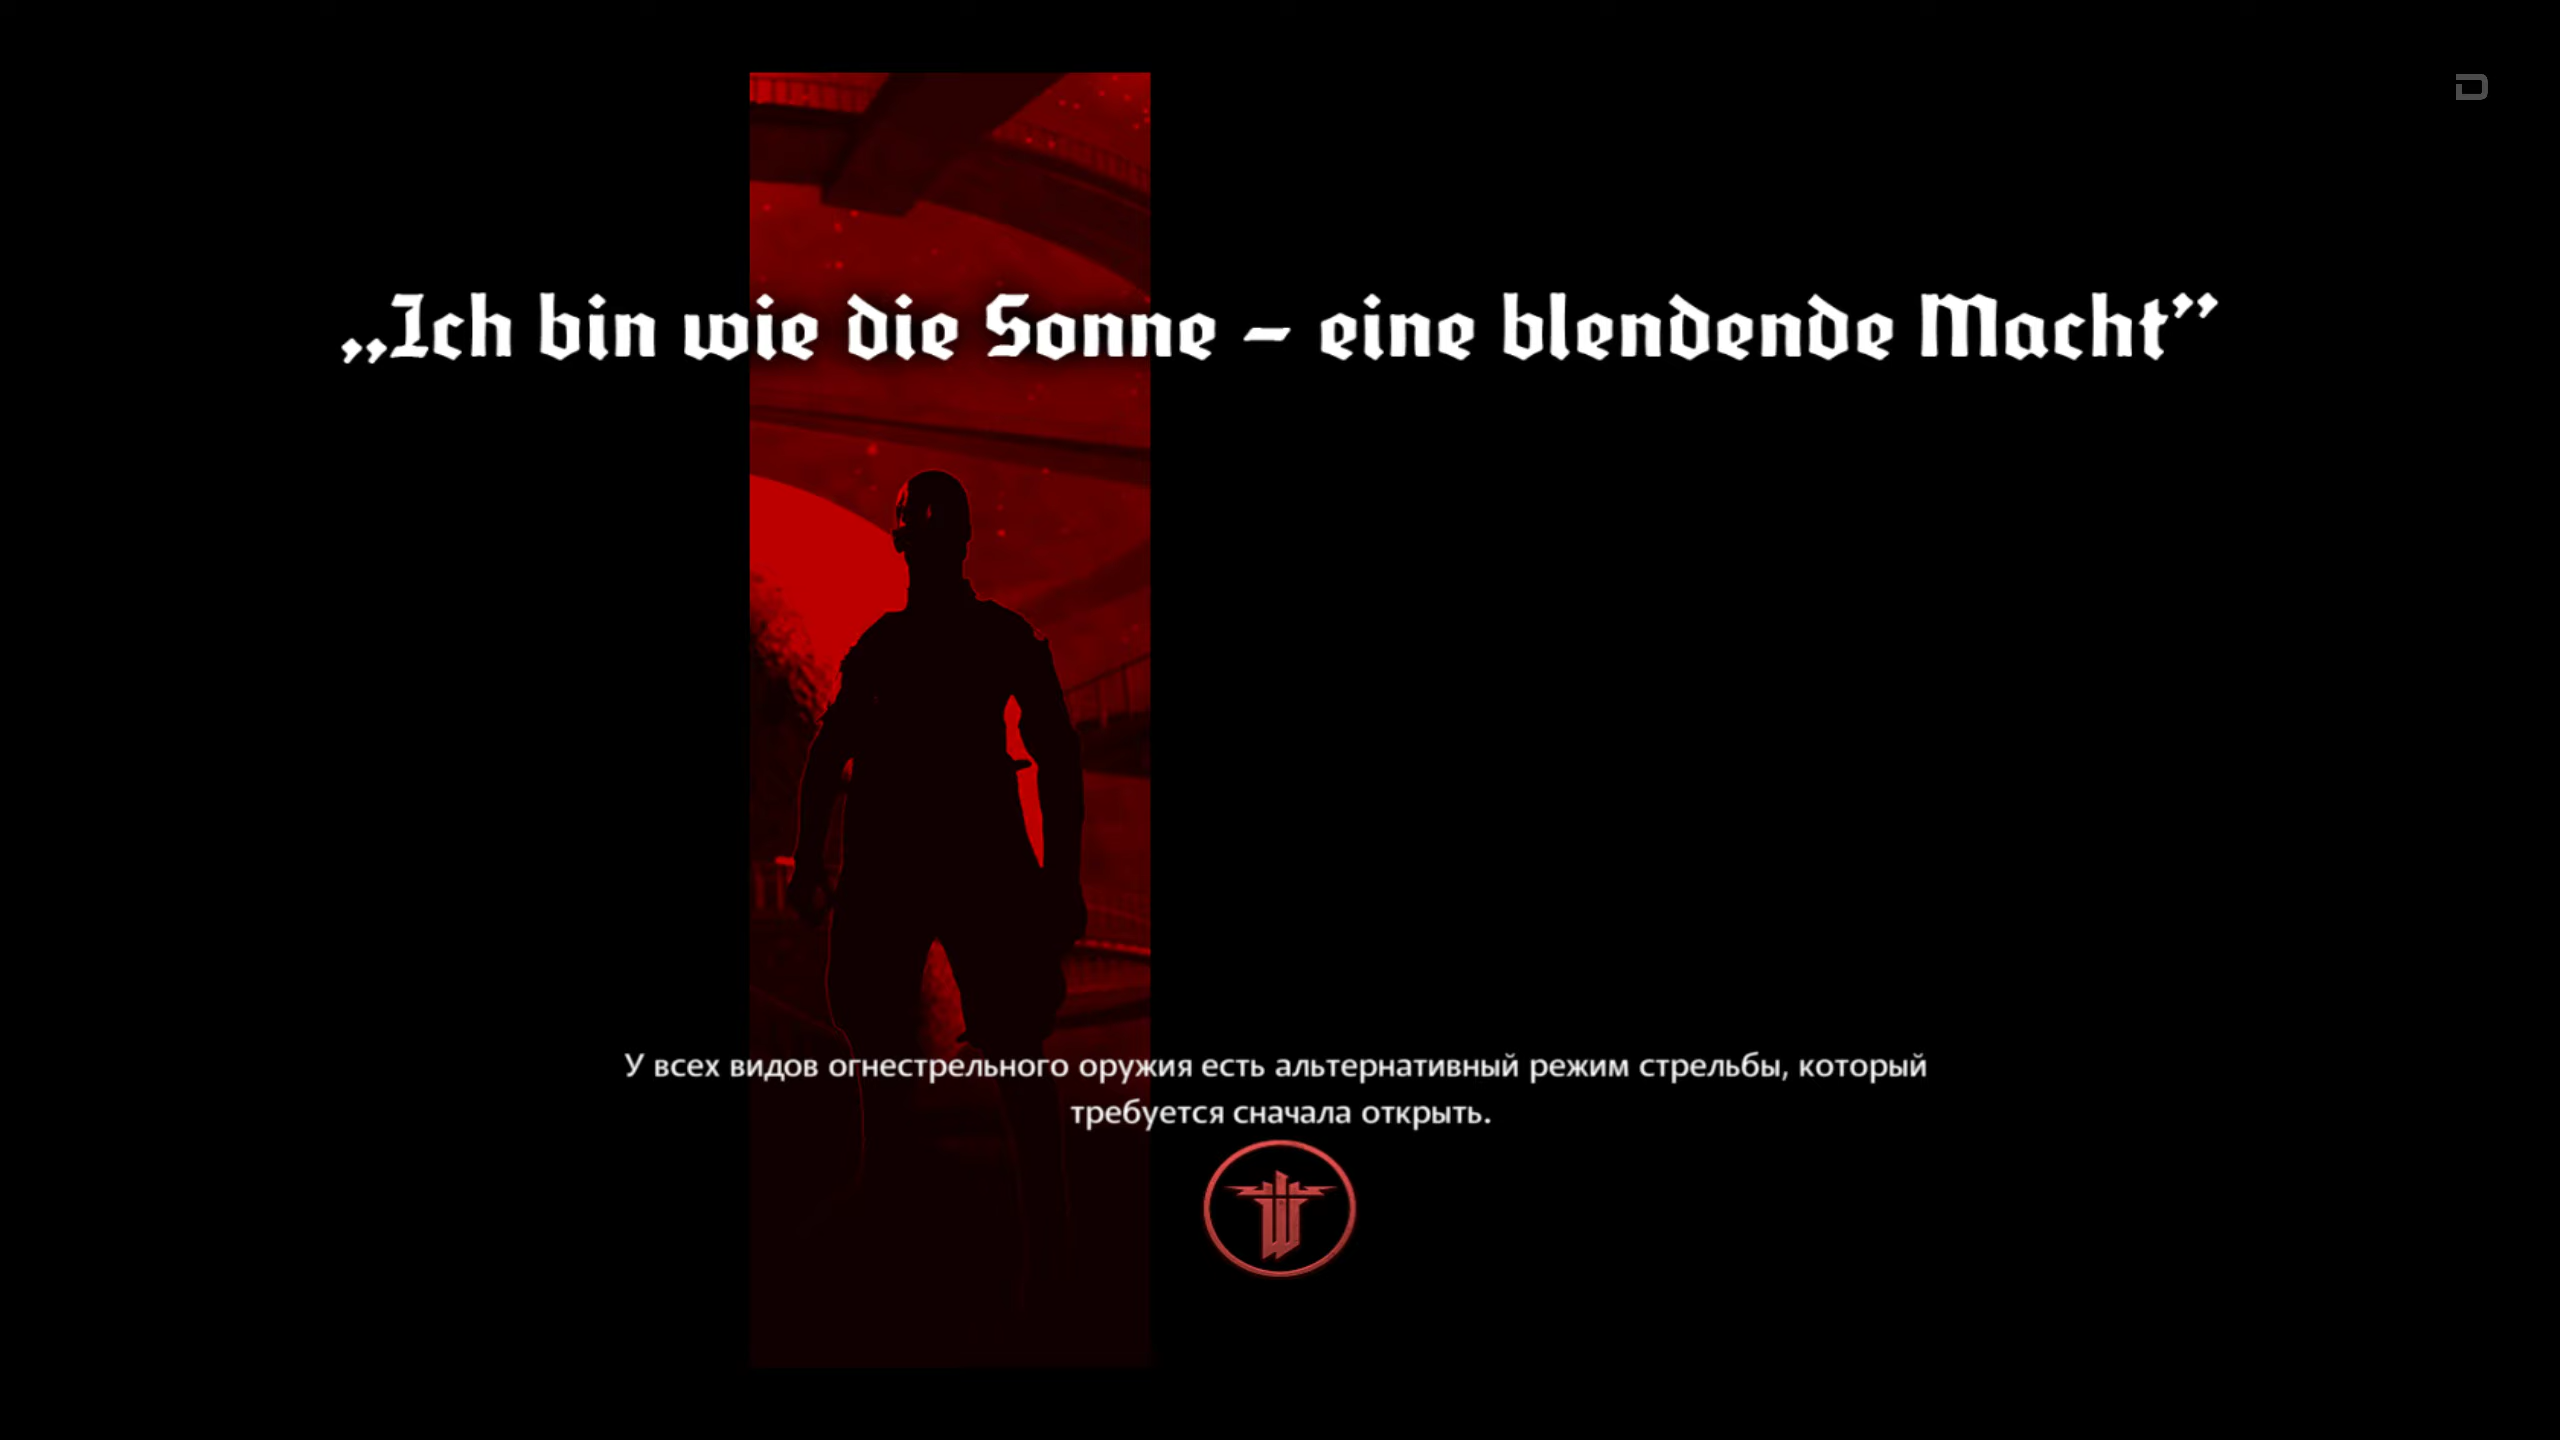 „Ich bin wie die Sonne – eine blendende Macht”
У всех видов огнестрельного оружия есть альтернативный режим стрельбы, который
требуется сначала открыть.